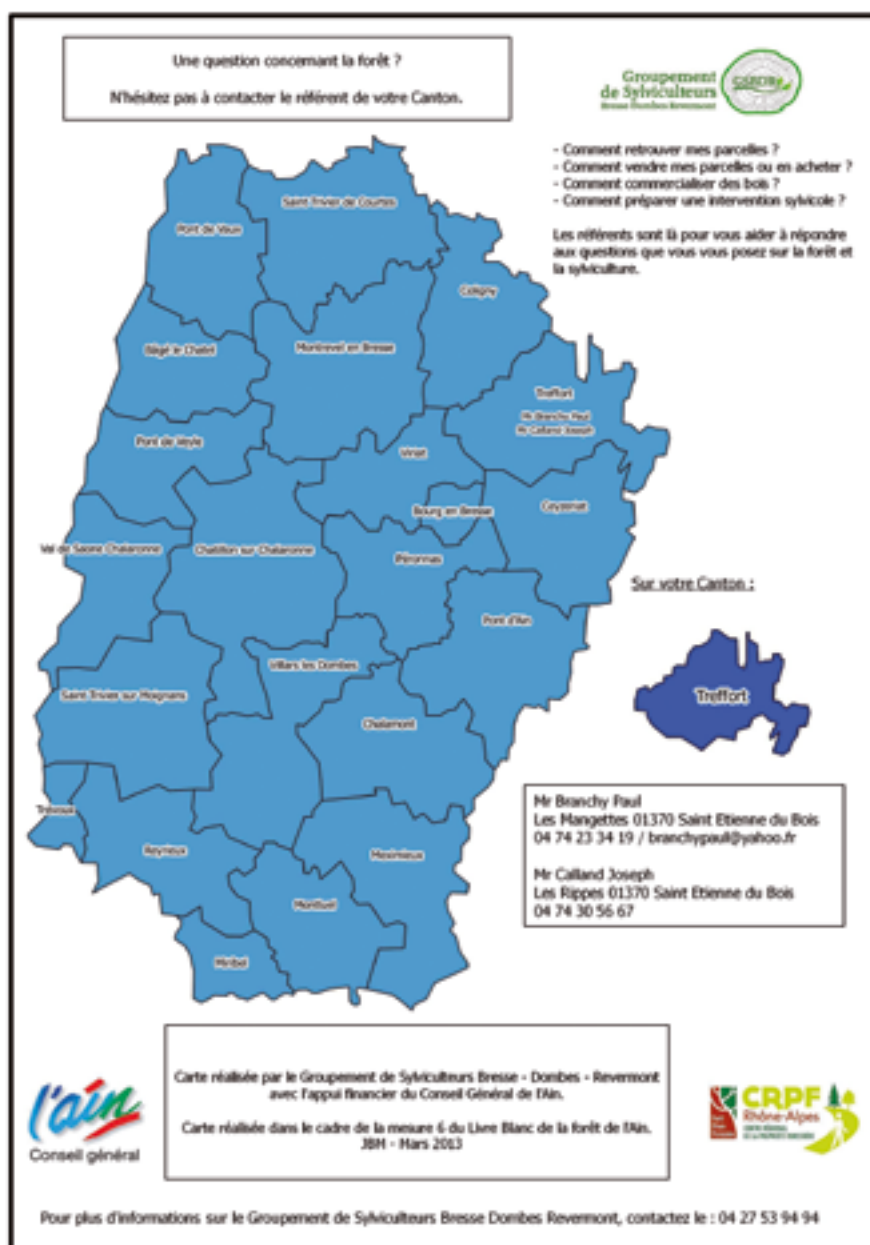 Une question concernant la forêt ?
N'hésitez pas à contacter le référent de votre Canton.
Groupement
de Sylviculteurs
Bresse Dombes Revermont
GSBDR
- Comment retrouver mes parcelles ?
- Comment vendre mes parcelles ou en acheter ?
- Comment commercialiser des bois ?
- Comment préparer une intervention sylvicole ?
Les référents sont là pour vous aider à répondre
aux questions que vous vous posez sur la forêt et
la sylviculture.
Saint Trivier de Courtes
Pont de Vaux
Coligny
Bâgé le Chatel
Montrevel en Bresse
Treffort
Mr Branchy Paul
Mr Calland Joseph
Pont de Veyle
Viriat
Bourg en Bresse
Ceyzeriat
Val de Saone Chalaronne
Chatillon sur Chalaronne
Péronnas
Pont d'Ain
Villars les Dombes
Saint Trivier sur Moignans
Chalamont
Trévoux
Reyrieux
Meximieux
Montluel
Miribel
Sur votre Canton :
Treffort
Mr Branchy Paul
Les Mangettes 01370 Saint Etienne du Bois
04 74 23 34 19 / branchypaul@yahoo.fr
Mr Calland Joseph
Les Rippes 01370 Saint Etienne du Bois
04 74 30 56 67
l'ain
Conseil général
Carte réalisée par le Groupement de Sylviculteurs Bresse - Dombes - Revermont
avec l'appui financier du Conseil Général de l'Ain.
Carte réalisée dans le cadre de la mesure 6 du Livre Blanc de la forêt de l'Ain.
JBM - Mars 2013
CRPF
Rhône-Alpes
Pour plus d'informations sur le Groupement de Sylviculteurs Bresse Dombes Revermont, contactez le : 04 27 53 94 94